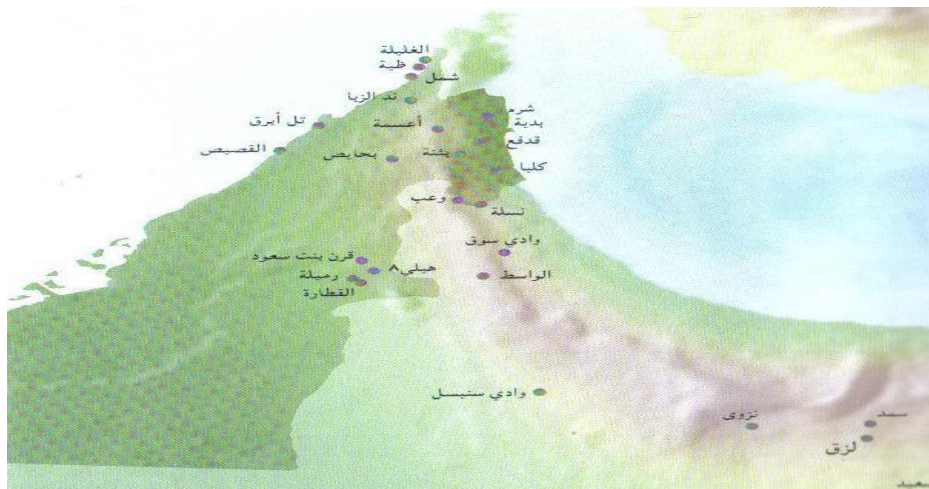 الغليلة
ظية
شمل
ند الزبا
شرم
بدية
تل أبرق
أعسمة
قدفع
القصيص
بحايص
بثنة
كلبا
وعب
نسلة
وادي سوق
قرن بنت سعود
هيلي ٨
الواسط
رميلة
القطارة
وادي سنيسل
نزوى
سمد
لزق